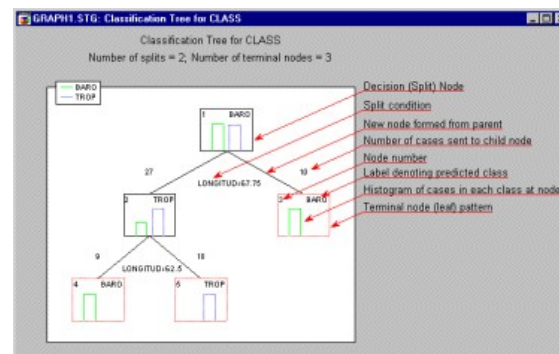 GRAPH1.STG: Classification Tree for CLASS
Classification Tree for CLASS
Number of splits = 2; Number of terminal nodes = 3
BARO
TROP
1 BARO
Decision (Split) Node
Split condition
New node formed from parent
Number of cases sent to child node
Node number
Label denoting predicted class
Histogram of cases in each class at node
Terminal node (leaf) pattern
27
LONGITUD=67.75
10
2 TROP
3 BARO
9
LONGITUD=62.5
18
4 BARO
5 TROP